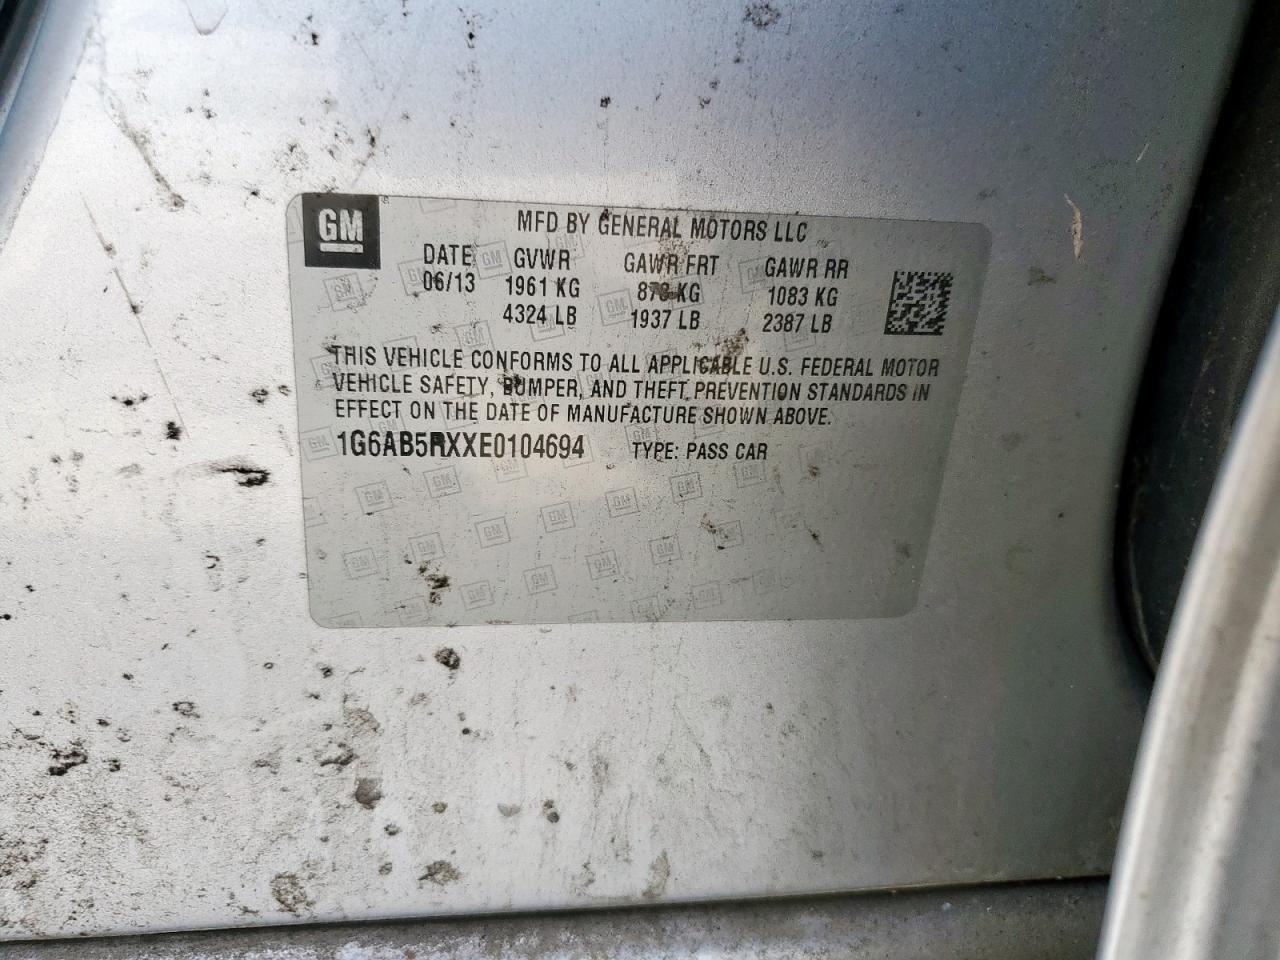 GM
MFD BY GENERAL MOTORS LLC
DATE GVWR GAWR FRT GAWR RR
06/13 1961 KG 878 KG 1083 KG
4324 LB 1937 LB 2387 LB
THIS VEHICLE CONFORMS TO ALL APPLICABLE U.S. FEDERAL MOTOR
VEHICLE SAFETY, BUMPER, AND THEFT PREVENTION STANDARDS IN
EFFECT ON THE DATE OF MANUFACTURE SHOWN ABOVE.
1G6AB5RXXE0104694 TYPE: PASS CAR